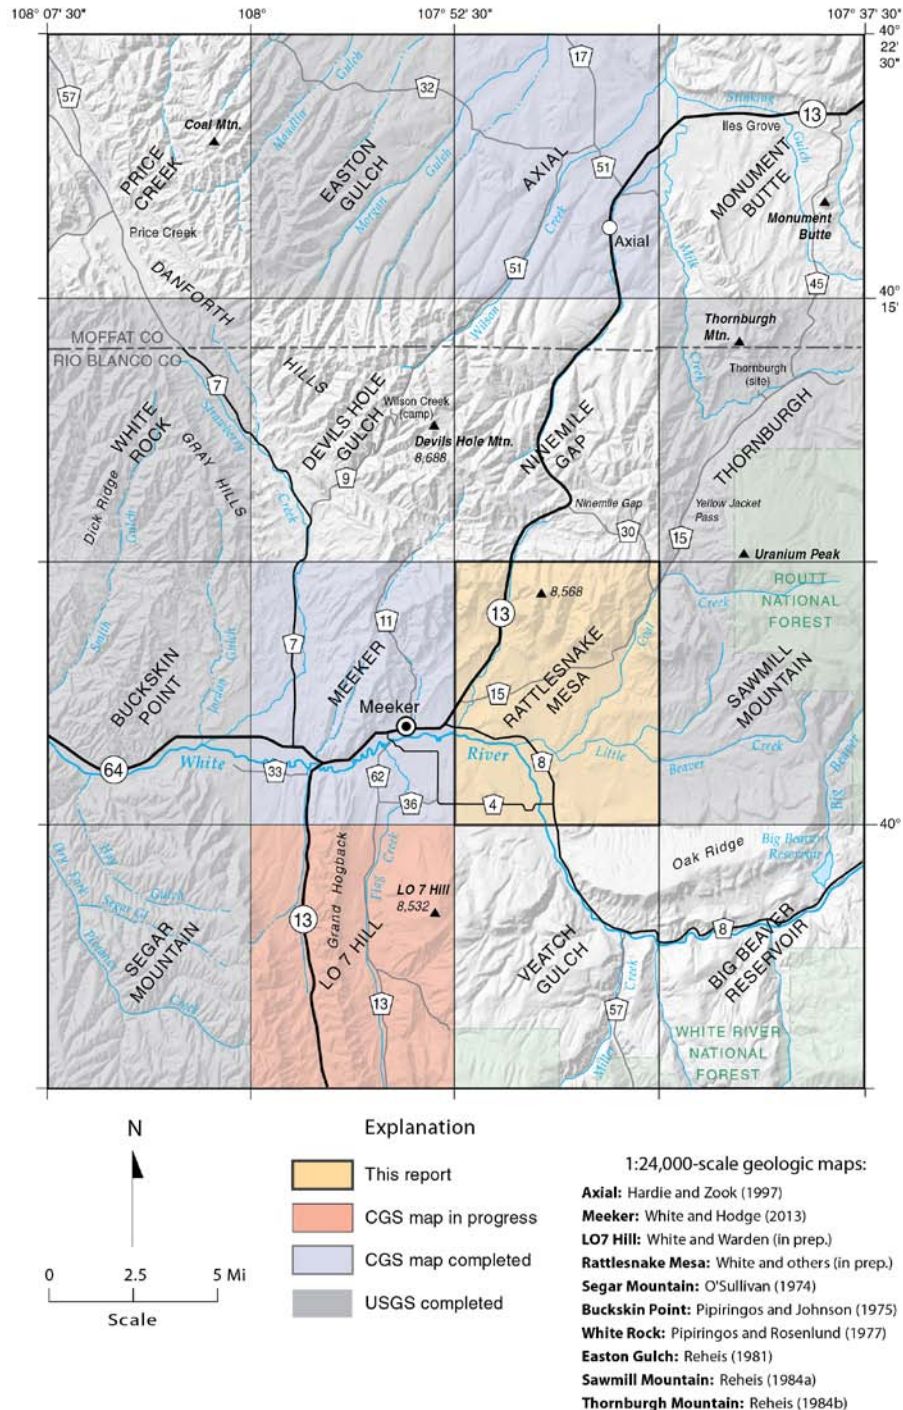 108° 07' 30"
108°
107° 52' 30"
107° 37' 30"
40°
22'
30"
57
Coal Mtn.
Maudlin Gulch
32
17
Stinking
Gulch
13
Iles Grove
PRICE
CREEK
EASTON
GULCH
Morgan Gulch
AXIAL
51
MONUMENT
BUTTE
Monument
Butte
Price Creek
Axial
Creek
Milk
51
45
DANFORTH
40°
15'
Wilson
Thornburgh
Mtn.
MOFFAT CO
RIO BLANCO CO
HILLS
Creek
Thornburgh
(site)
7
Strawberry
WHITE
ROCK
GRAY
HILLS
DEVILS HOLE
GULCH
Wilson Creek
(camp)
Devils Hole Mtn.
8,688
NINEMILE
GAP
THORNBURGH
Dick Ridge
9
Creek
Gulch
Ninemile Gap
Yellow Jacket
Pass
30
15
Uranium Peak
8,568
Creek
ROUTT
NATIONAL
FOREST
13
11
7
Smith
Gulch
Jordan
Coal
BUCKSKIN
POINT
MEEKER
15
RATTLESNAKE
MESA
SAWMILL
MOUNTAIN
Meeker
64
White
River
33
62
36
8
4
Little
Beaver
Creek
Big Beaver
40°
Dry
Fork
Hay
Gulch
Segar Gl
Piceance
Creek
SEGAR
MOUNTAIN
Grand Hogback
Flag
Creek
LO 7 Hill
8,532
13
LO 7 HILL
13
Oak Ridge
Big Beaver
Reservoir
8
VEATCH
GULCH
BIG BEAVER
RESERVOIR
Creek
57
Miller
WHITE RIVER
NATIONAL
FOREST
N
Explanation
This report
CGS map in progress
CGS map completed
USGS completed
0 2.5 5 Mi
Scale
1:24,000-scale geologic maps:
Axial: Hardie and Zook (1997)
Meeker: White and Hodge (2013)
LO7 Hill: White and Warden (in prep.)
Rattlesnake Mesa: White and others (in prep.)
Segar Mountain: O'Sullivan (1974)
Buckskin Point: Pipiringos and Johnson (1975)
White Rock: Pipiringos and Rosenlund (1977)
Easton Gulch: Reheis (1981)
Sawmill Mountain: Reheis (1984a)
Thornburgh Mountain: Reheis (1984b)